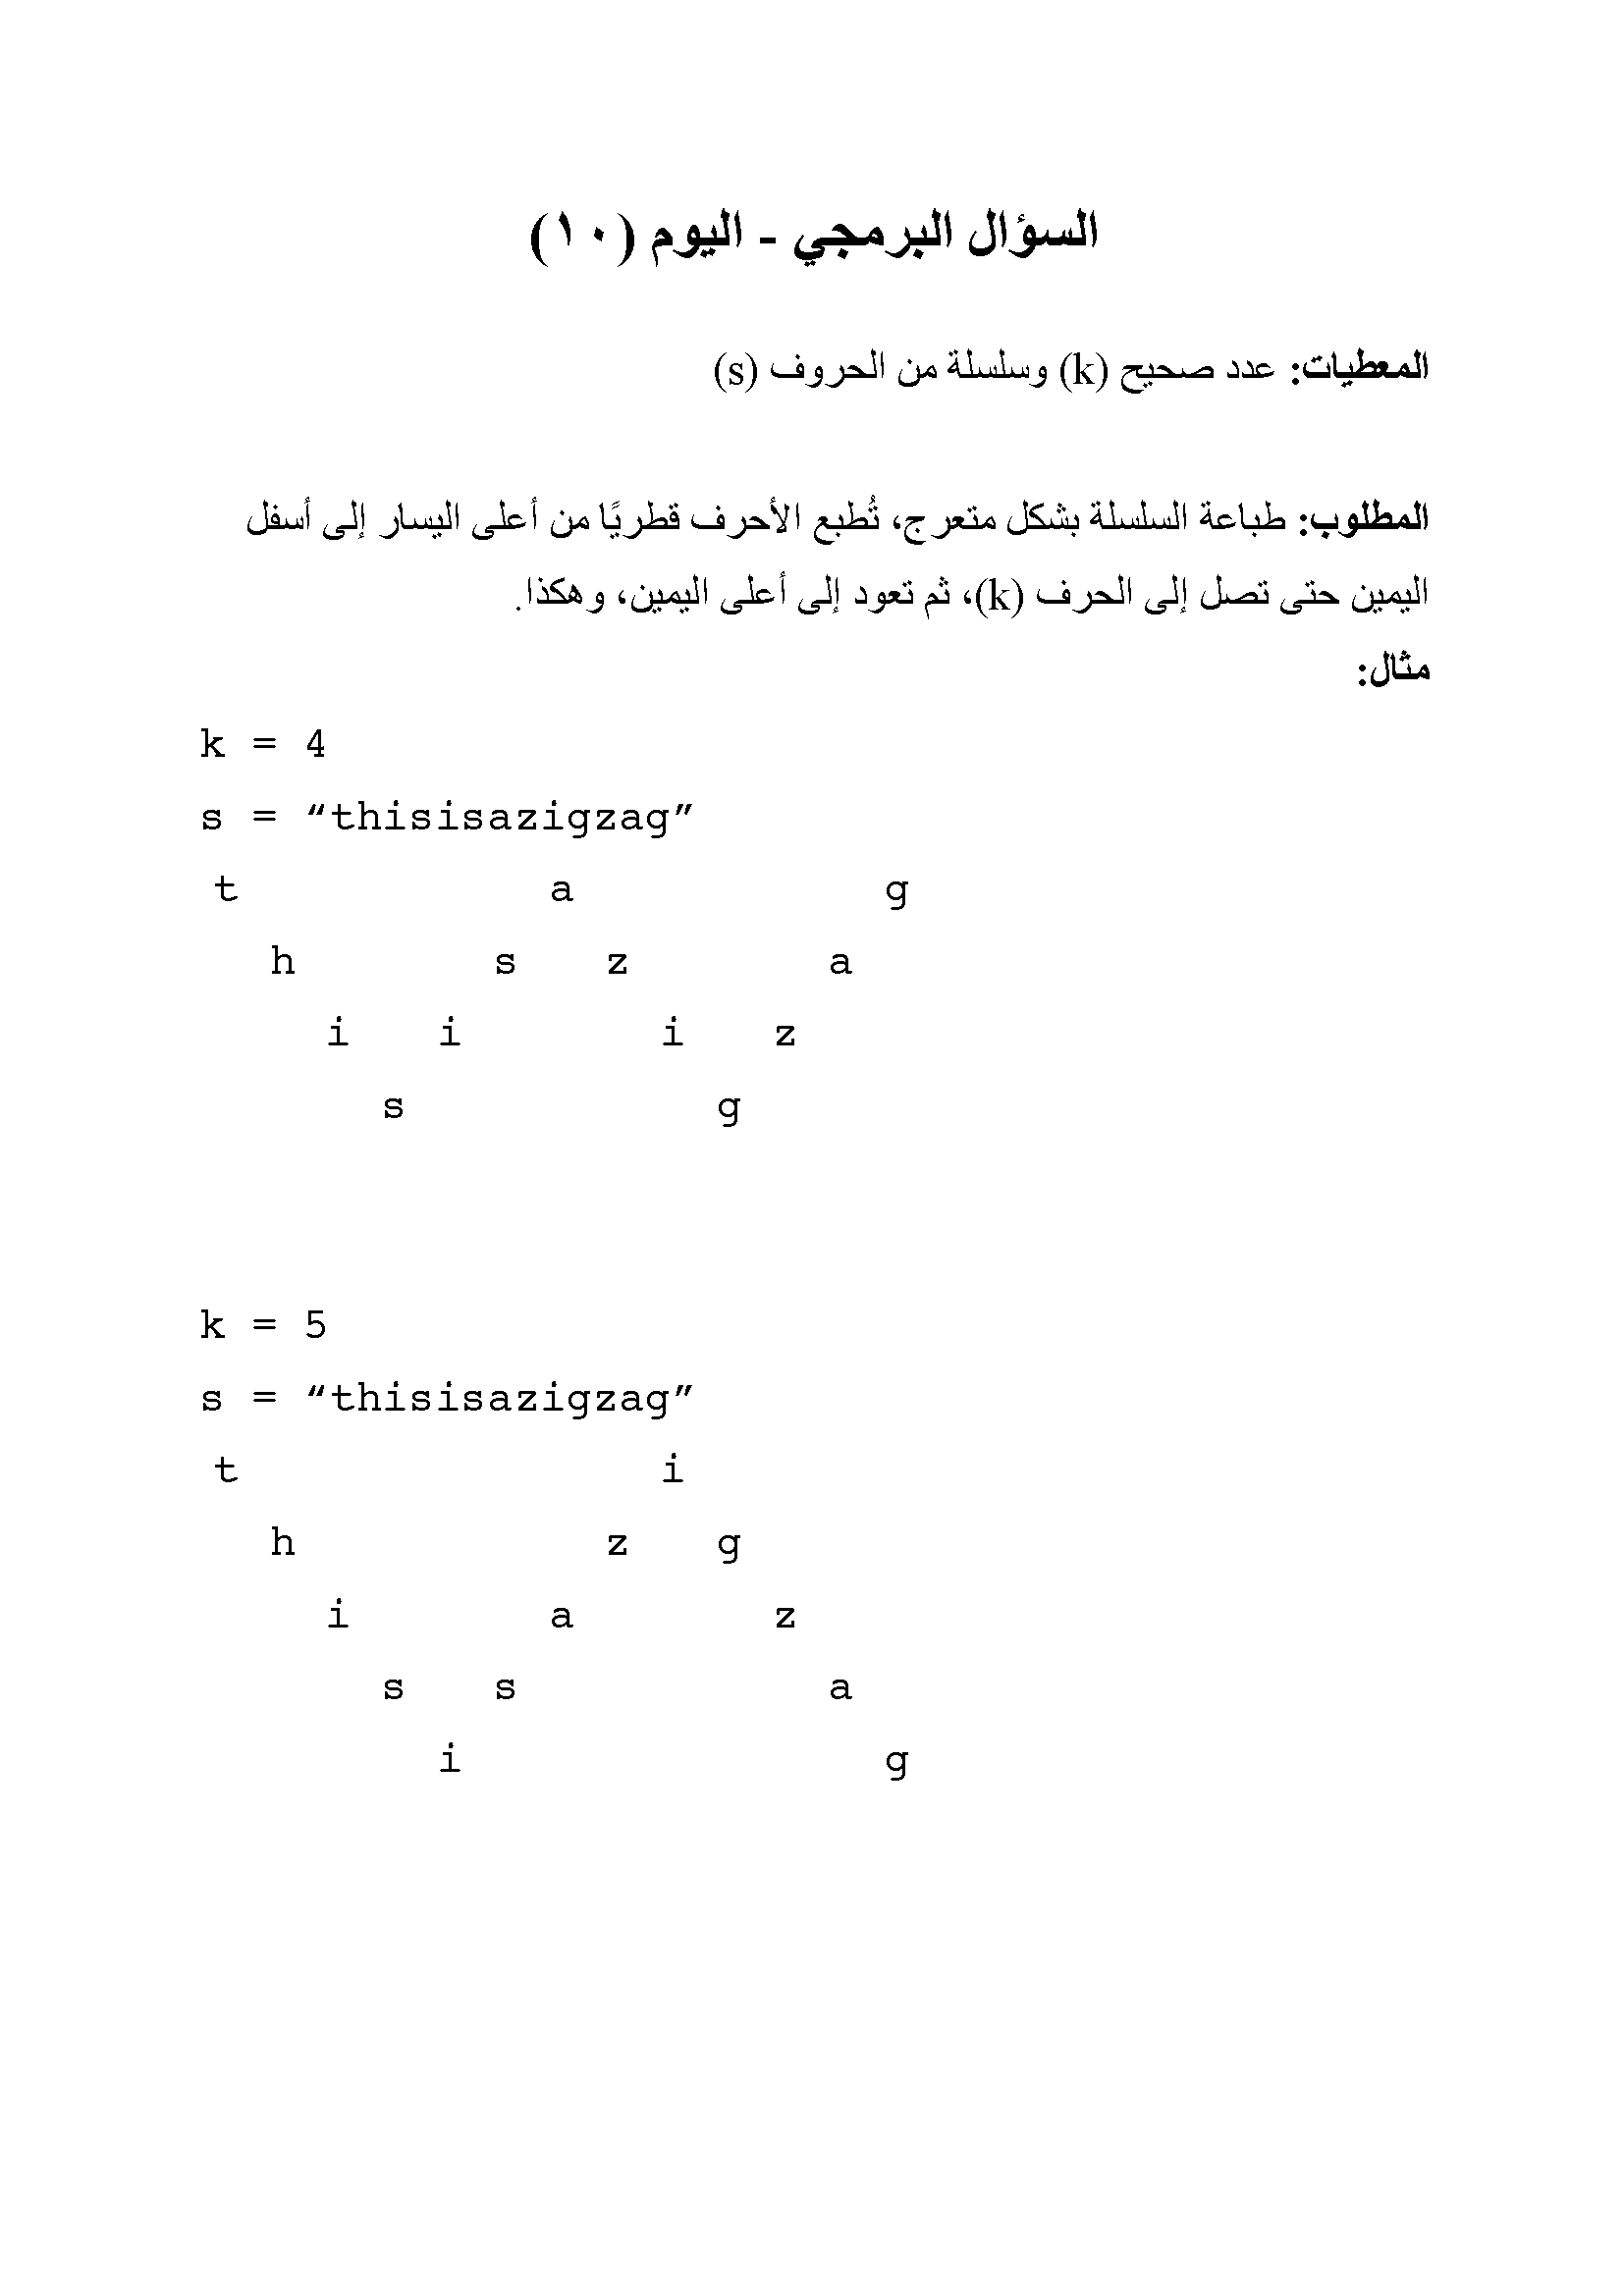 السؤال البرمجي - اليوم (١٠)
المعطيات: عدد صحيح (k) وسلسلة من الحروف (s)
المطلوب: طباعة السلسلة بشكل متعرج، تُطبع الأحرف قطريًا من أعلى اليسار إلى أسفل
اليمين حتى تصل إلى الحرف (k)، ثم تعود إلى أعلى اليمين، وهكذا.
مثال:
k = 4
s = “thisisazigzag”
t a g
h s z a
i i i z
s g
k = 5
s = “thisisazigzag”
t i
h z g
i a z
s s a
i g